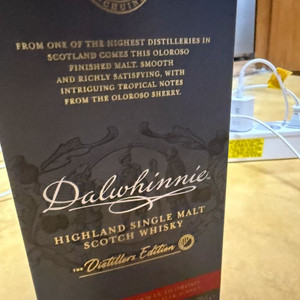 FROM ONE OF THE HIGHEST DISTILLERIES IN
SCOTLAND COMES THIS OLOROSO
FINISHED MALT. SMOOTH
AND RICHLY SATISFYING, WITH
INTRIGUING TROPICAL NOTES
FROM THE OLOROSO SHERRY.
Dalwhinnie
HIGHLAND SINGLE MALT
SCOTCH WHISKY
THE Distillers Edition